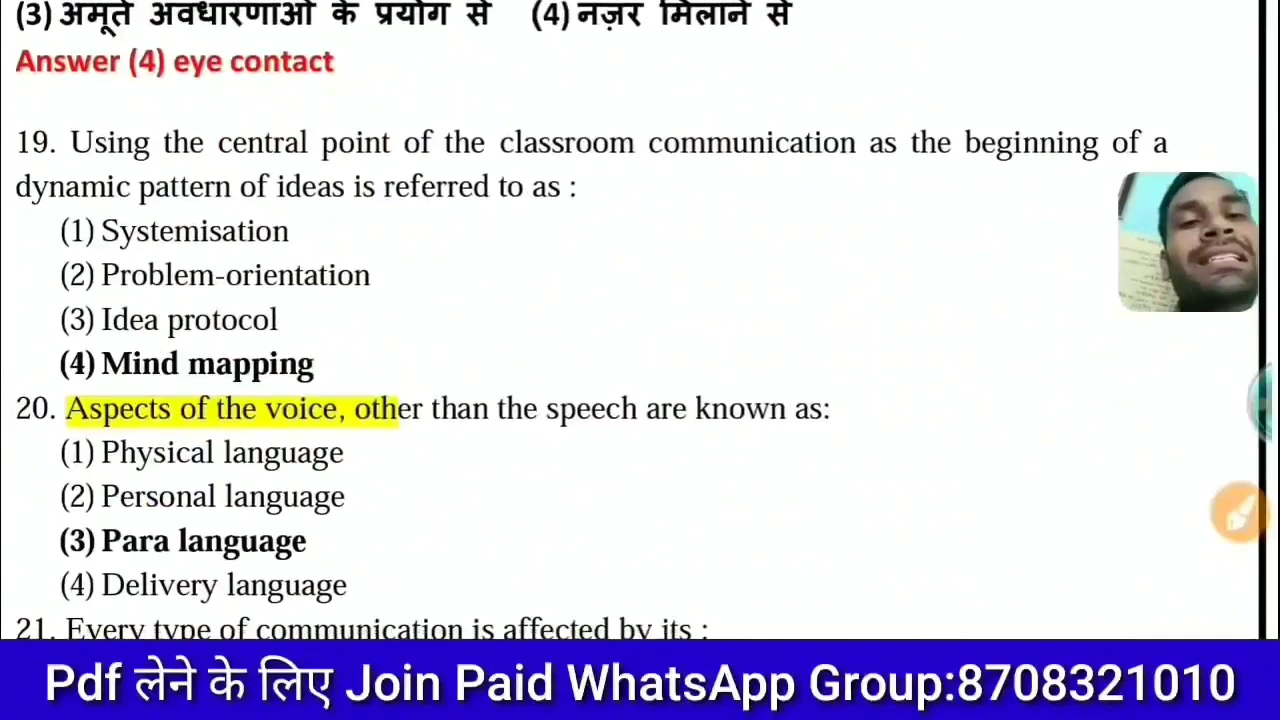 (3) अमूर्त अवधारणाओं के प्रयोग से (4) नज़र मिलाने से
Answer (4) eye contact
19. Using the central point of the classroom communication as the beginning of a
dynamic pattern of ideas is referred to as :
(1) Systemisation
(2) Problem-orientation
(3) Idea protocol
(4) Mind mapping
20. Aspects of the voice, other than the speech are known as:
(1) Physical language
(2) Personal language
(3) Para language
(4) Delivery language
21. Every type of communication is affected by its :
Pdf लेने के लिए Join Paid WhatsApp Group:8708321010